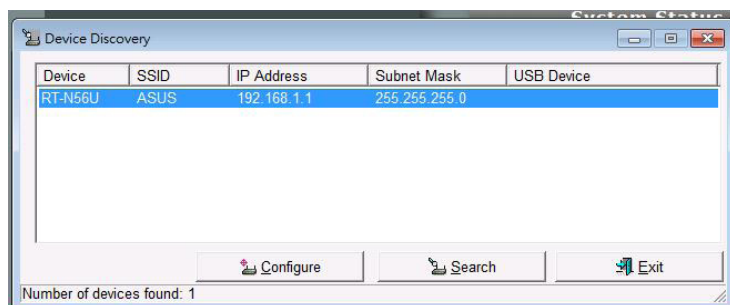 System Status
Device Discovery
Device SSID IP Address Subnet Mask USB Device
RT-N56U ASUS 192.168.1.1 255.255.255.0
Configure Search Exit
Number of devices found: 1